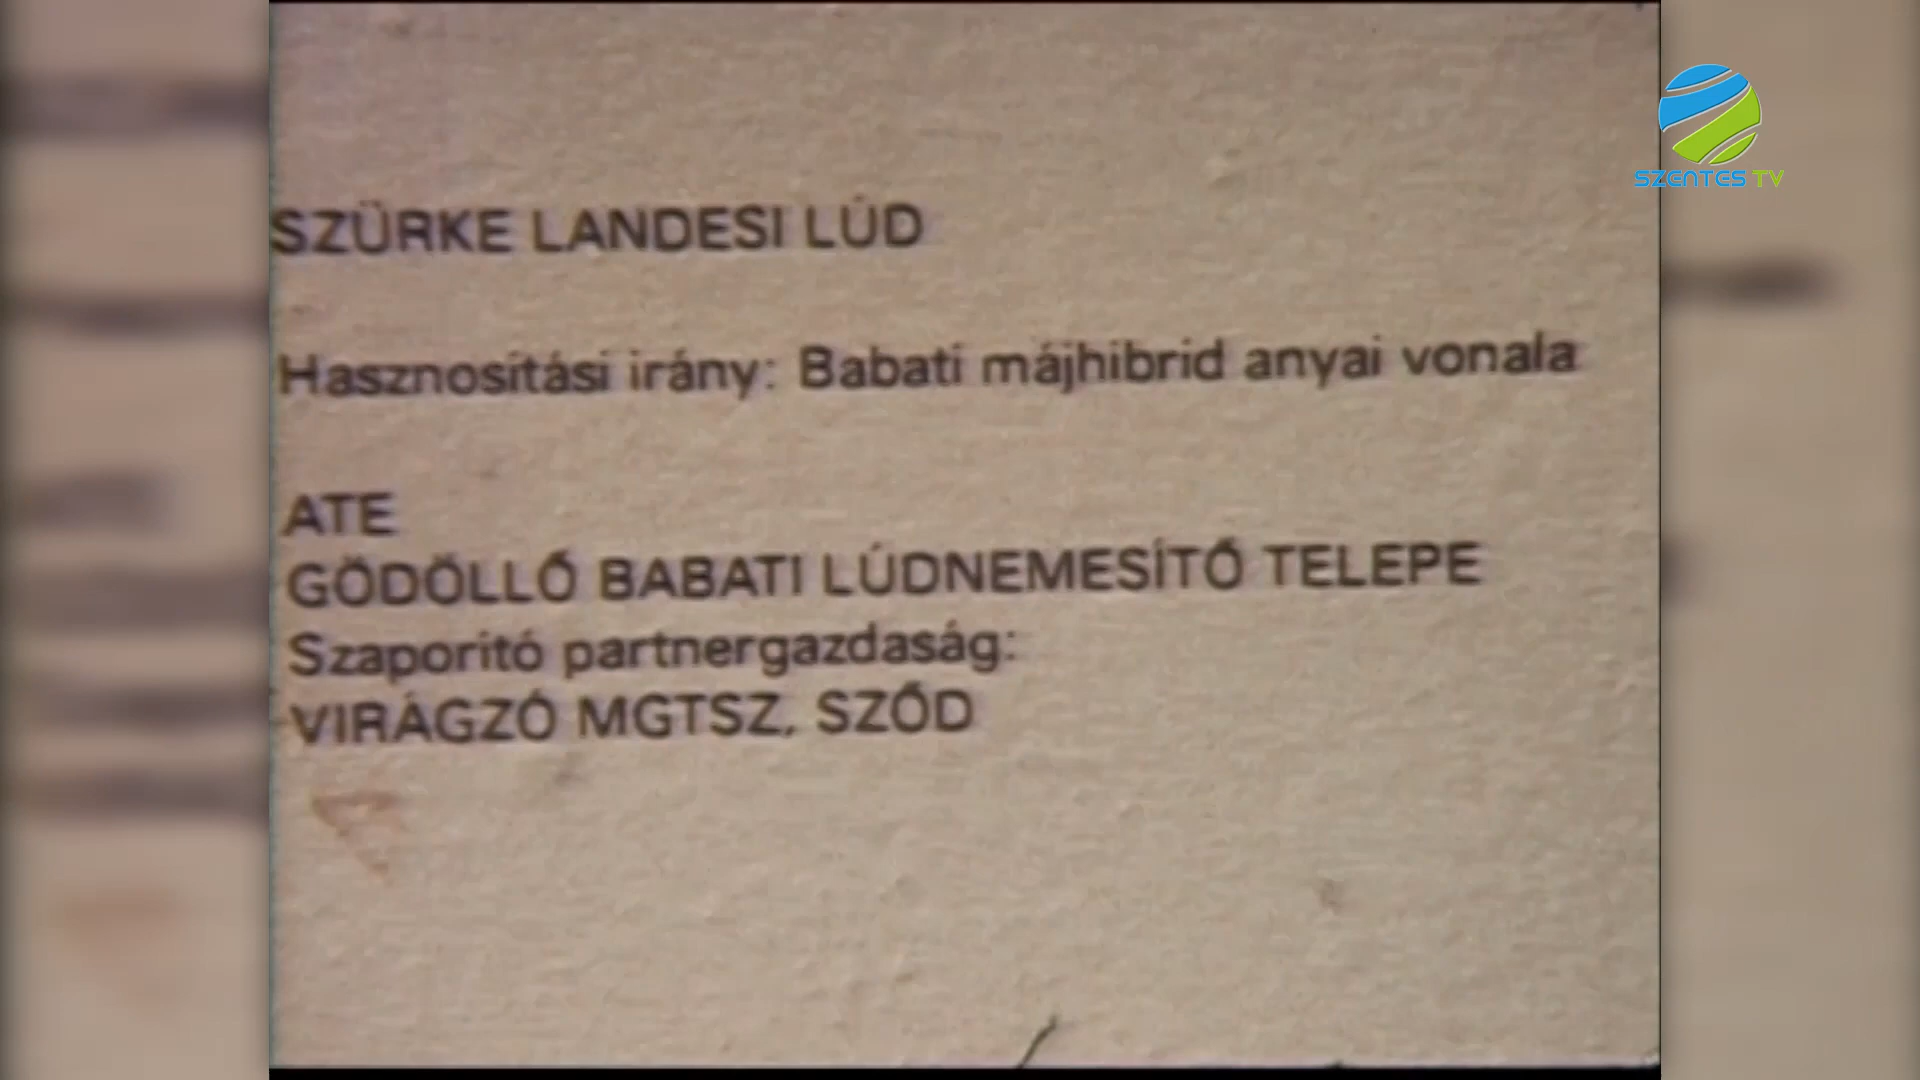 SZÜRKE LANDESI LÚD
Hasznosítási irány: Babati májhibrid anyai vonala
ATE
GÖDÖLLŐ BABATI LÚDNEMESÍTŐ TELEPE
Szaporító partnergazdaság:
VIRÁGZÓ MGTSZ. SZŐD
SZENTES TV